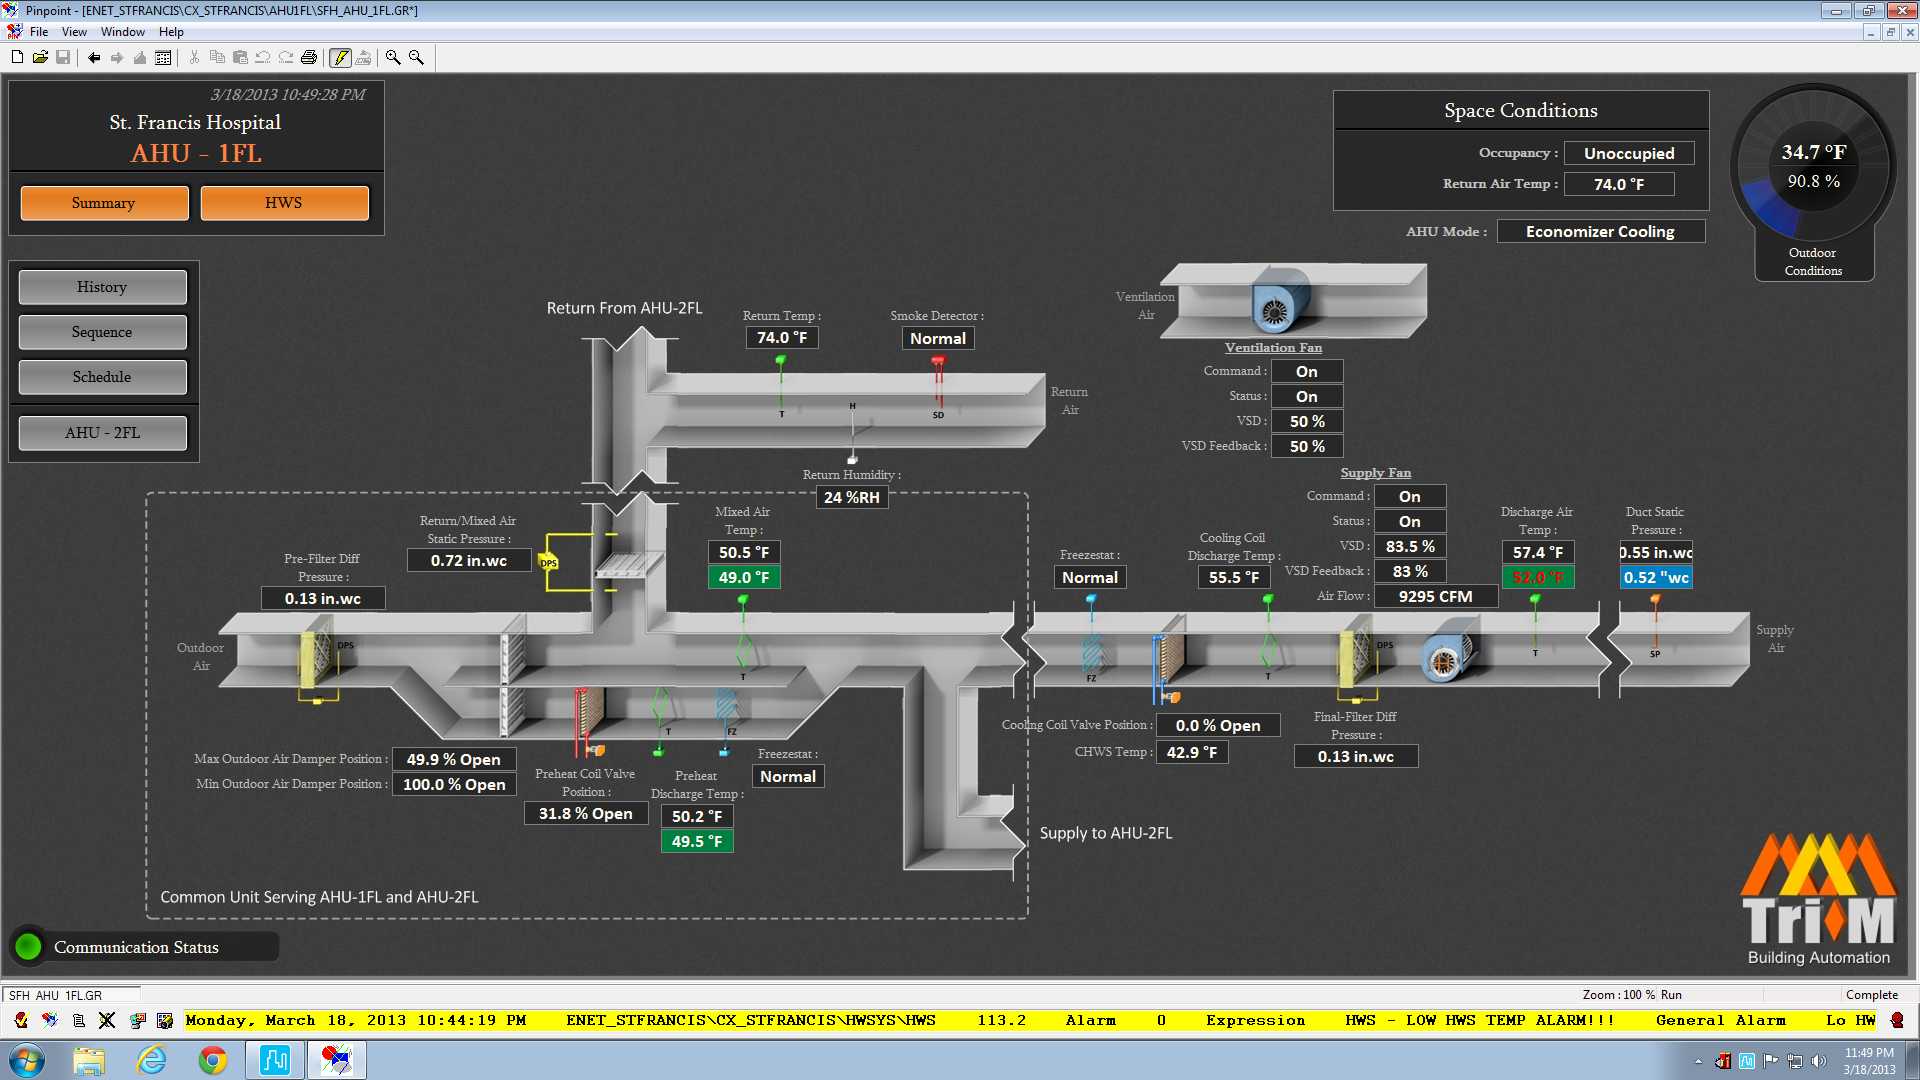 Pinpoint - [ENET_STFRANCIS\CX_STFRANCIS\AHU1FL\SFH_AHU_1FL.GR*]
File View Window Help
3/18/2013 10:49:28 PM
St. Francis Hospital
AHU - 1FL
Summary HWS
History
Sequence
Schedule
AHU - 2FL
Space Conditions
Occupancy : Unoccupied
Return Air Temp : 74.0 °F
AHU Mode : Economizer Cooling
34.7 °F
90.8 %
Outdoor
Conditions
Ventilation
Air
Ventilation Fan
Command : On
Status : On
VSD : 50 %
VSD Feedback : 50 %
Return From AHU-2FL
Return Temp :
74.0 °F
Smoke Detector :
Normal
T
H
SD
Return
Air
Return Humidity :
24 %RH
Supply Fan
Command : On
Status : On
VSD : 83.5 %
VSD Feedback : 83 %
Air Flow : 9295 CFM
Return/Mixed Air
Static Pressure :
0.72 in.wc
DPS
Mixed Air
Temp :
50.5 °F
49.0 °F
Pre-Filter Diff
Pressure :
0.13 in.wc
Freezestat :
Normal
Cooling Coil
Discharge Temp :
55.5 °F
Discharge Air
Temp :
57.4 °F
52.0 °F
Duct Static
Pressure :
0.55 in.wc
0.52 "wc
Outdoor
Air
DPS
T
FZ
T
DPS
T
SP
Supply
Air
T
FZ
Max Outdoor Air Damper Position : 49.9 % Open
Min Outdoor Air Damper Position : 100.0 % Open
Preheat Coil Valve
Position :
31.8 % Open
Preheat
Discharge Temp :
50.2 °F
49.5 °F
Freezestat :
Normal
Cooling Coil Valve Position : 0.0 % Open
CHWS Temp : 42.9 °F
Final-Filter Diff
Pressure :
0.13 in.wc
Supply to AHU-2FL
Common Unit Serving AHU-1FL and AHU-2FL
Communication Status
Tri M
Building Automation
SFH_AHU_1FL.GR
Zoom : 100 % Run Complete
Monday, March 18, 2013 10:44:19 PM ENET_STFRANCIS\CX_STFRANCIS\HWSYS\HWS 113.2 Alarm 0 Expression HWS - LOW HWS TEMP ALARM!!! General Alarm Lo HW
11:49 PM
3/18/2013